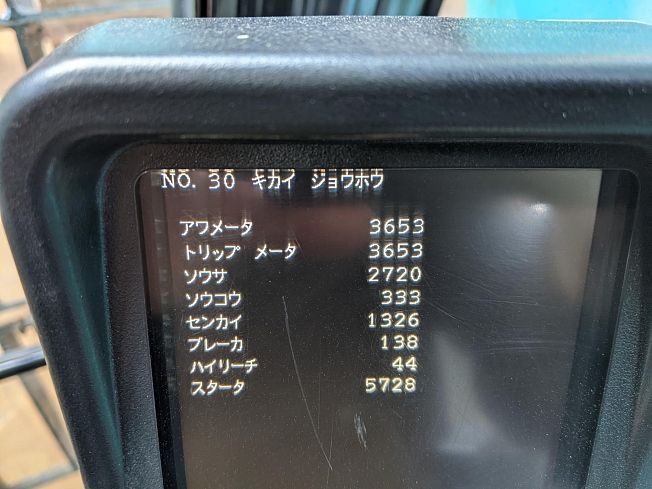 NO. 30 キカイ ジョウホウ
アワメータ 3653
トリップ メータ 3653
ソウサ 2720
ソウコウ 333
センカイ 1326
ブレーカ 138
ハイリーチ 44
スタータ 5728